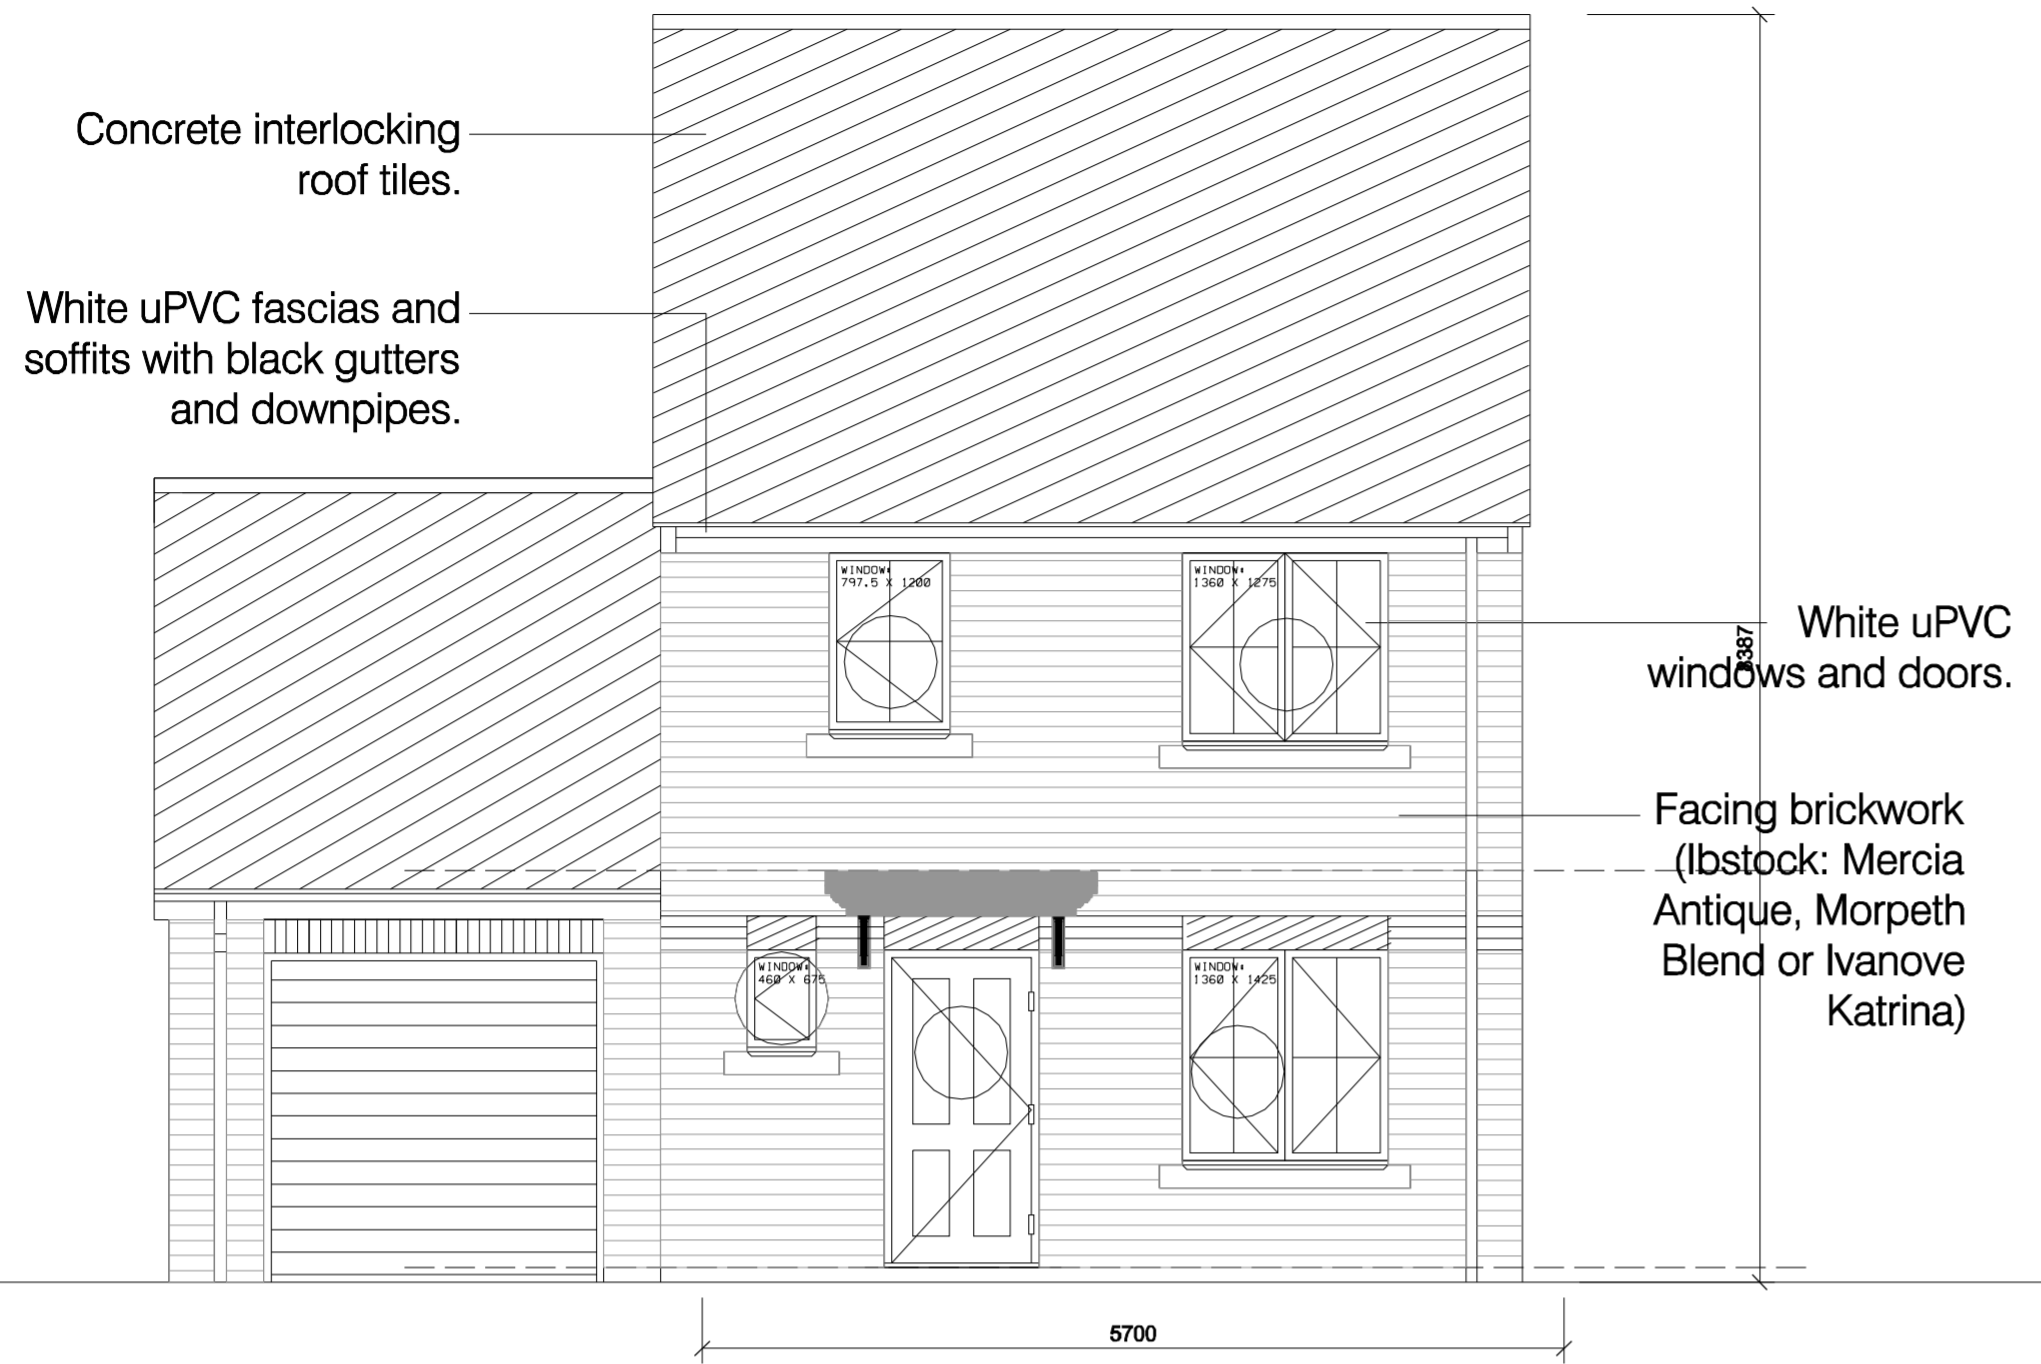 Concrete interlocking
roof tiles.
White uPVC fascias and
soffits with black gutters
and downpipes.
WINDOW:
797.5 X 1200
WINDOW:
1360 X 1275
White uPVC
windows and doors.
8387
Facing brickwork
(Ibstock: Mercia
Antique, Morpeth
Blend or Ivanove
Katrina)
WINDOW:
460 X 675
WINDOW:
1360 X 1425
5700